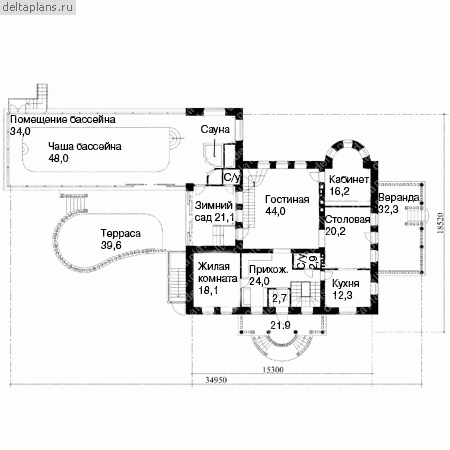 deltaplans.ru
Помещение бассейна
34,0
Чаша бассейна
48,0
Сауна
С/у
Зимний
сад 21,1
Гостиная
44,0
Кабинет
16,2
Веранда
32,3
Столовая
20,2
Терраса
39,6
Жилая
комната
18,1
Прихож.
24,0
С/у
2,9
2,7
Кухня
12,3
21.9
18520
15300
34950